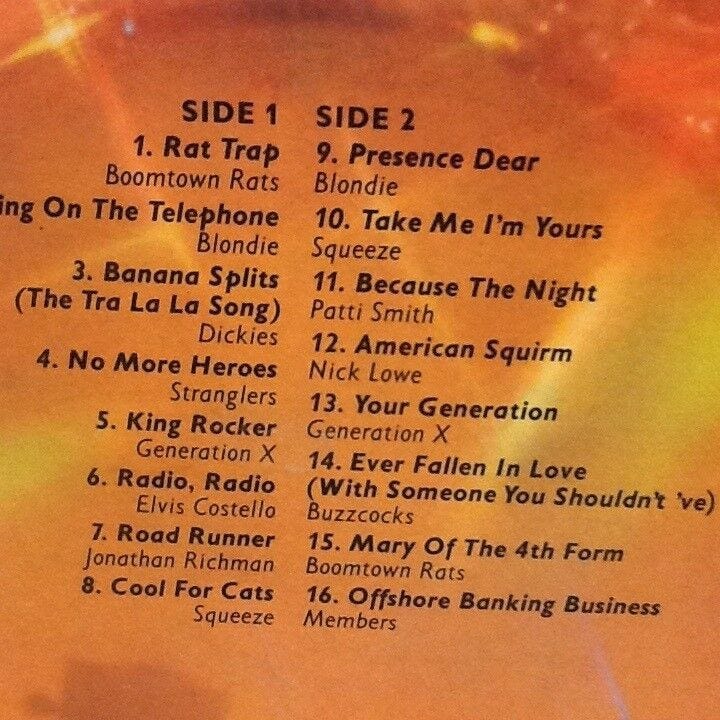 SIDE 1
1. Rat Trap
Boomtown Rats
ing On The Telephone
Blondie
3. Banana Splits
(The Tra La La Song)
Dickies
4. No More Heroes
Stranglers
5. King Rocker
Generation X
6. Radio, Radio
Elvis Costello
7. Road Runner
Jonathan Richman
8. Cool For Cats
Squeeze
SIDE 2
9. Presence Dear
Blondie
10. Take Me I'm Yours
Squeeze
11. Because The Night
Patti Smith
12. American Squirm
Nick Lowe
13. Your Generation
Generation X
14. Ever Fallen In Love
(With Someone You Shouldn't 've)
Buzzcocks
15. Mary Of The 4th Form
Boomtown Rats
16. Offshore Banking Business
Members